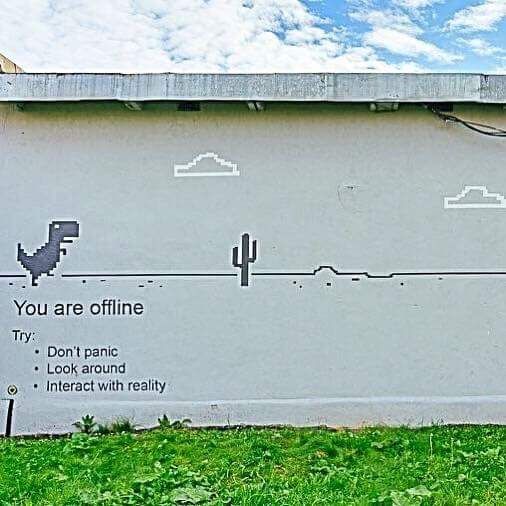 You are offline
Try:
• Don't panic
• Look around
• Interact with reality